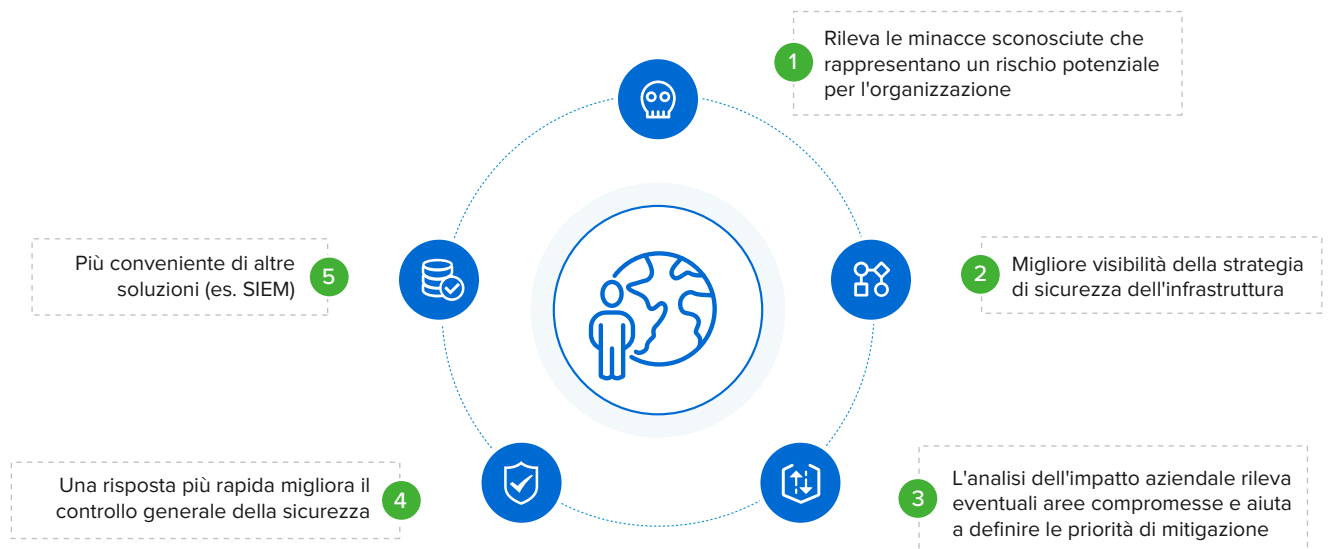 1
Rileva le minacce sconosciute che
rappresentano un rischio potenziale
per l'organizzazione
2
Migliore visibilità della strategia
di sicurezza dell'infrastruttura
3
L'analisi dell'impatto aziendale rileva
eventuali aree compromesse e aiuta
a definire le priorità di mitigazione
4
Una risposta più rapida migliora il
controllo generale della sicurezza
5
Più conveniente di altre
soluzioni (es. SIEM)